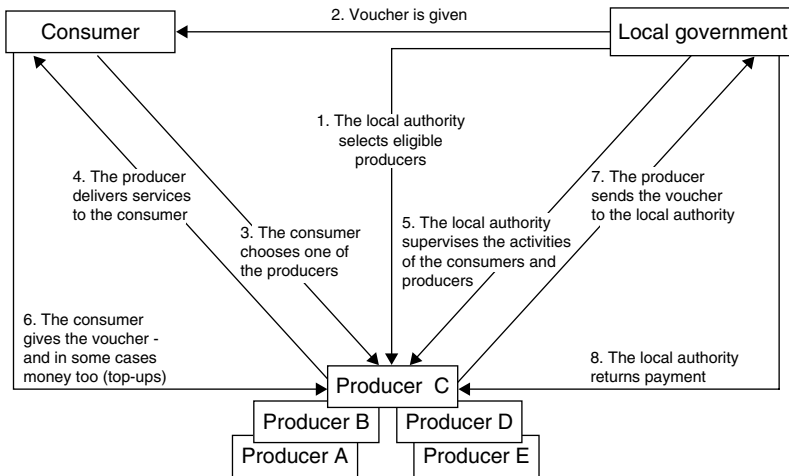 2. Voucher is given
Consumer
Local government
1. The local authority
selects eligible
producers
4. The producer
delivers services
to the consumer
7. The producer
sends the voucher
to the local authority
3. The consumer
chooses one of
the producers
5. The local authority
supervises the activities
of the consumers and
producers
6. The consumer
gives the voucher -
and in some cases
money too (top-ups)
8. The local authority
returns payment
Producer C
Producer B
Producer D
Producer A
Producer E